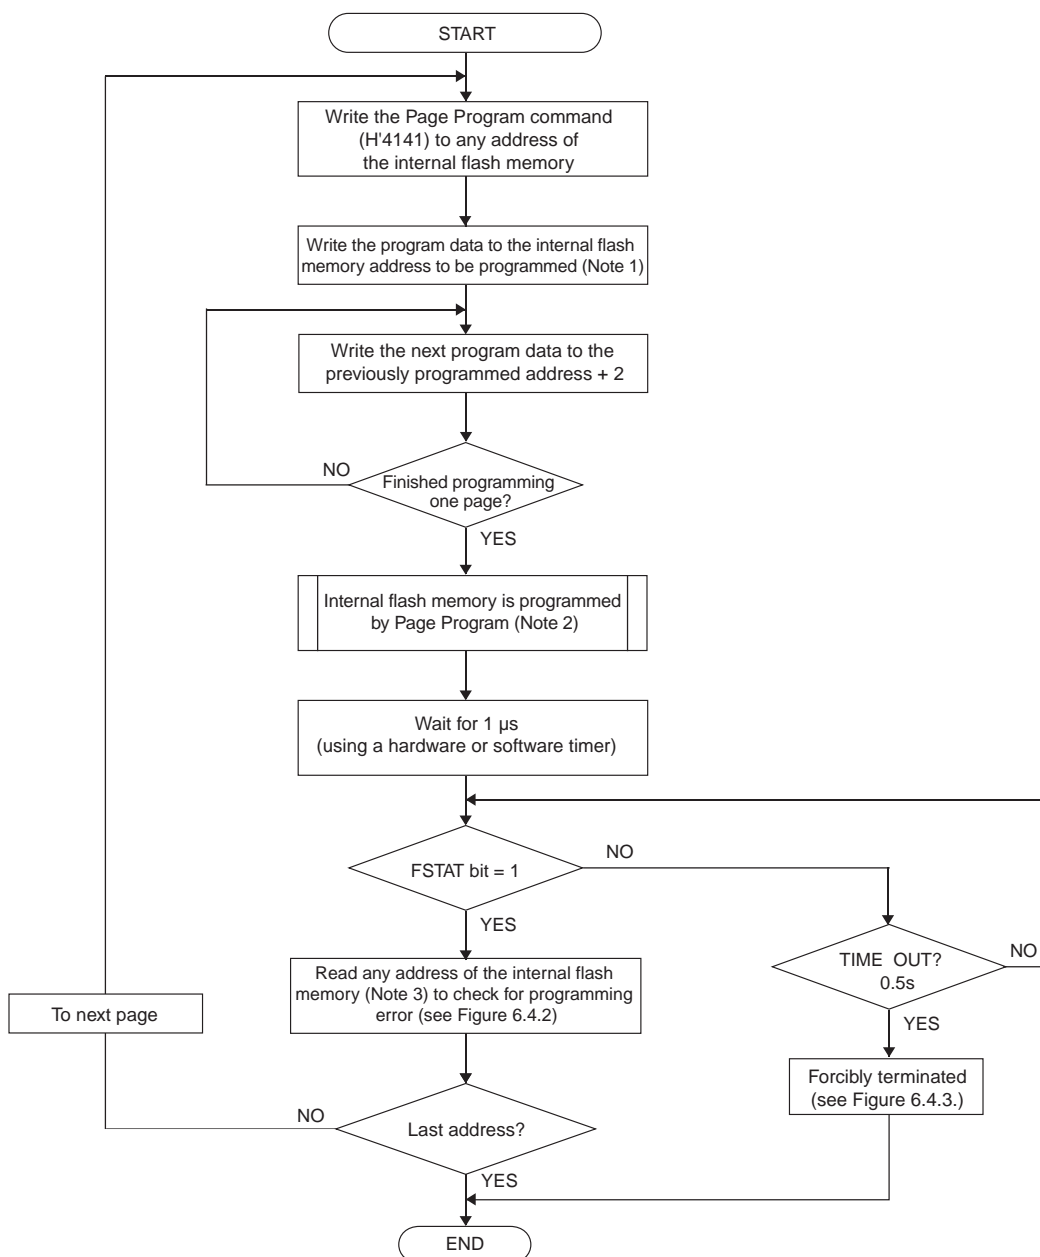 START
Write the Page Program command
(H'4141) to any address of
the internal flash memory
Write the program data to the internal flash
memory address to be programmed (Note 1)
Write the next program data to the
previously programmed address + 2
NO
Finished programming
one page?
YES
Internal flash memory is programmed
by Page Program (Note 2)
Wait for 1 µs
(using a hardware or software timer)
FSTAT bit = 1
NO
YES
TIME OUT?
0.5s
NO
YES
Read any address of the internal flash
memory (Note 3) to check for programming
error (see Figure 6.4.2)
To next page
Forcibly terminated
(see Figure 6.4.3.)
NO
Last address?
YES
END